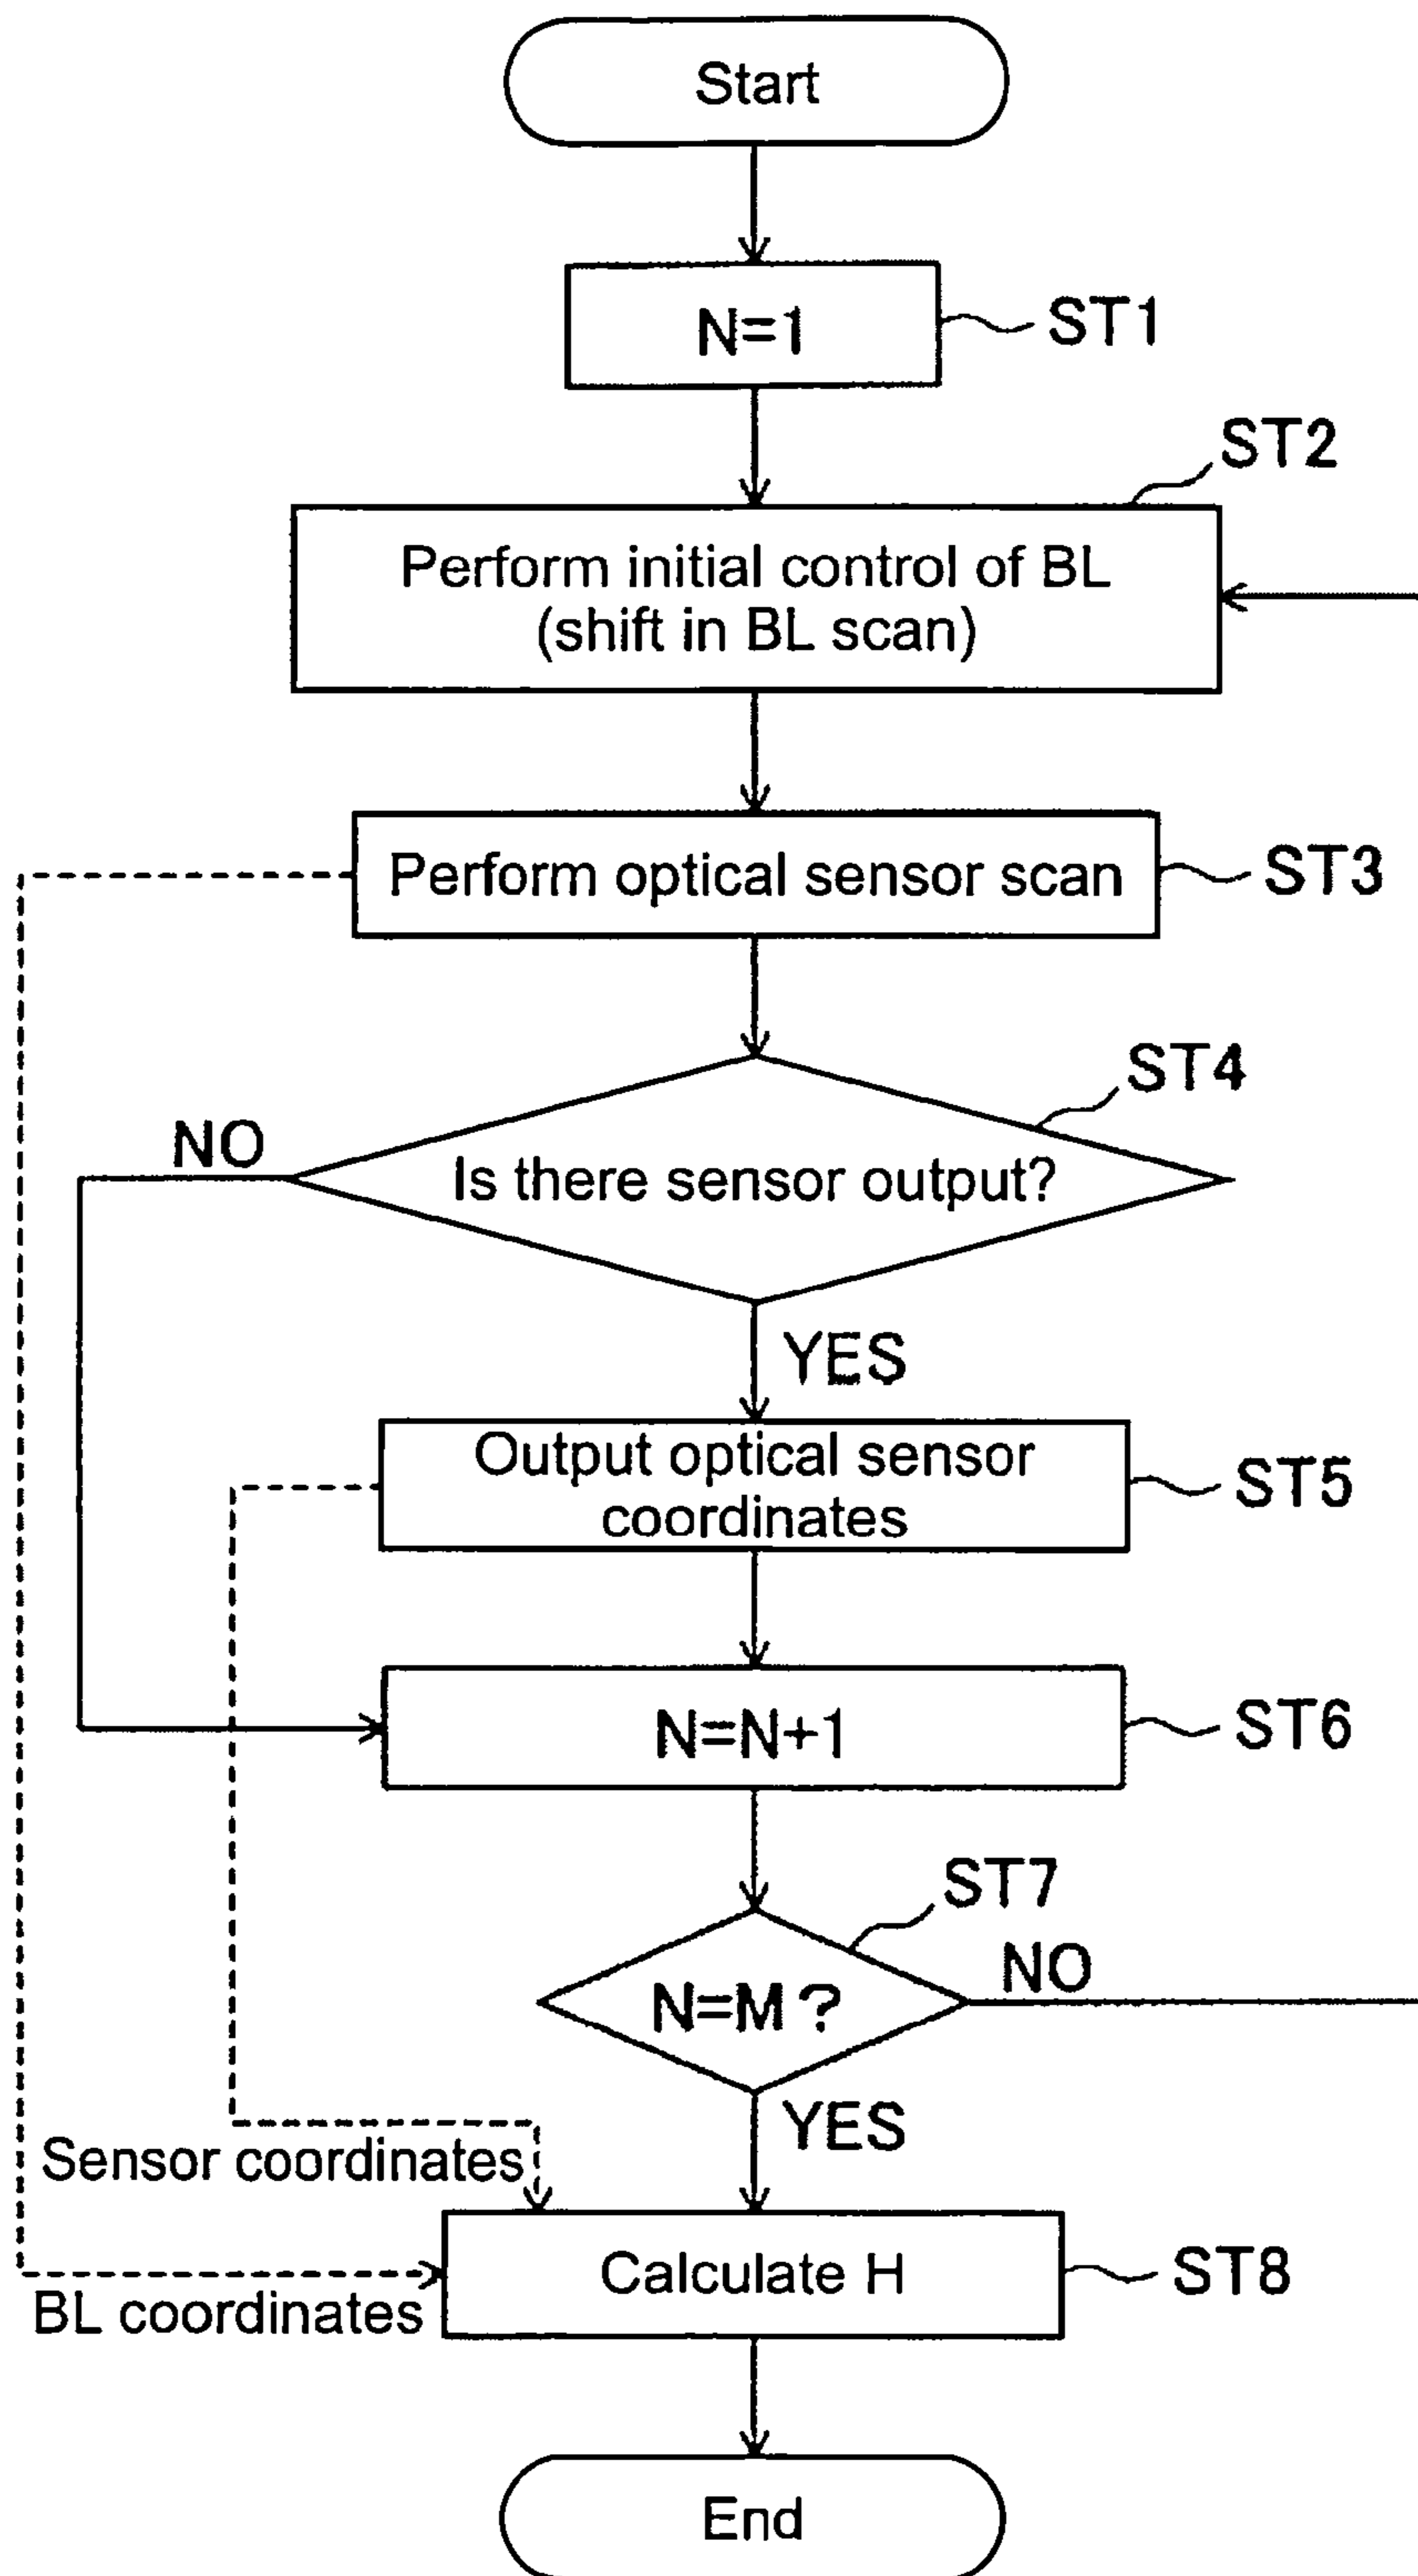 Start
N=1
ST1
ST2
Perform initial control of BL
(shift in BL scan)
Perform optical sensor scan
ST3
ST4
NO
Is there sensor output?
YES
Output optical sensor
coordinates
ST5
N=N+1
ST6
ST7
N=M?
NO
YES
Sensor coordinates
Calculate H
ST8
BL coordinates
End